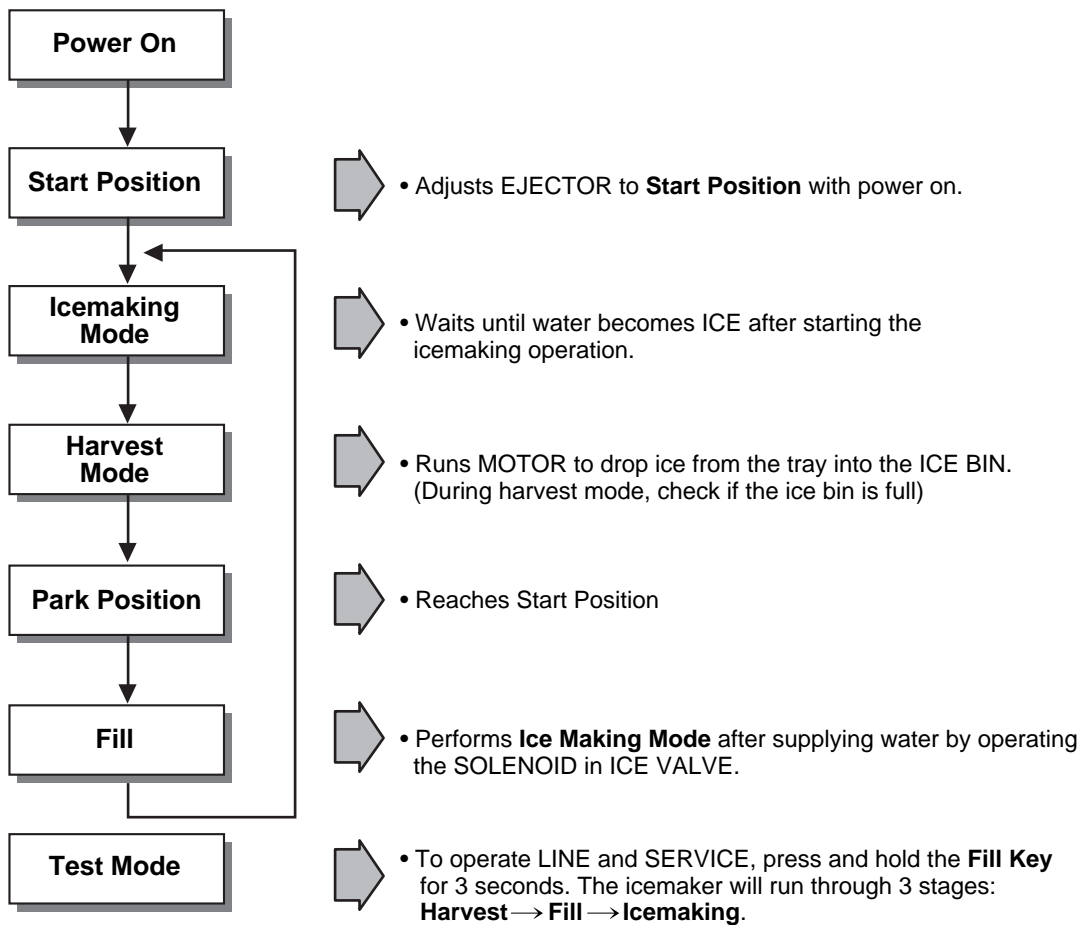 Power On
Start Position
• Adjusts EJECTOR to Start Position with power on.
Icemaking
Mode
• Waits until water becomes ICE after starting the
icemaking operation.
Harvest
Mode
• Runs MOTOR to drop ice from the tray into the ICE BIN.
(During harvest mode, check if the ice bin is full)
Park Position
• Reaches Start Position
Fill
• Performs Ice Making Mode after supplying water by operating
the SOLENOID in ICE VALVE.
Test Mode
• To operate LINE and SERVICE, press and hold the Fill Key
for 3 seconds. The icemaker will run through 3 stages:
Harvest → Fill → Icemaking.